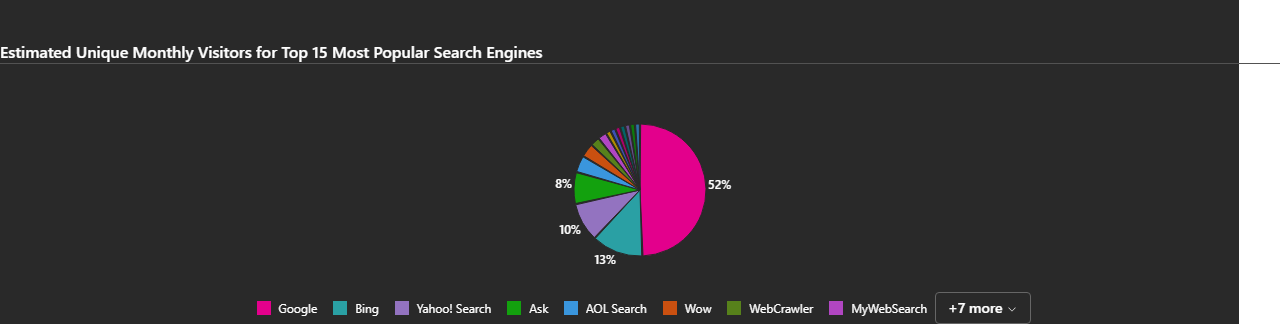 Estimated Unique Monthly Visitors for Top 15 Most Popular Search Engines
8%
52%
10%
13%
Google Bing Yahoo! Search Ask AOL Search Wow WebCrawler MyWebSearch +7 more